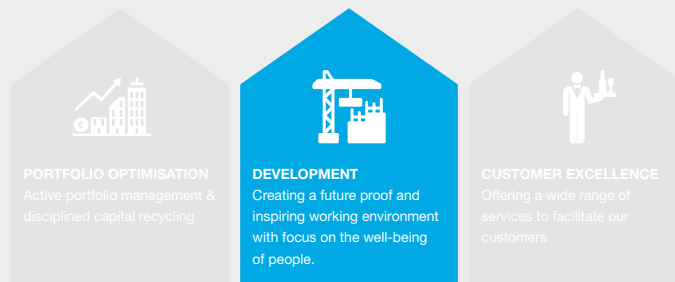 PORTFOLIO OPTIMISATION
Active portfolio management &
disciplined capital recycling
DEVELOPMENT
Creating a future proof and
inspiring working environment
with focus on the well-being
of people.
CUSTOMER EXCELLENCE
Offering a wide range of
services to facilitate our
customers